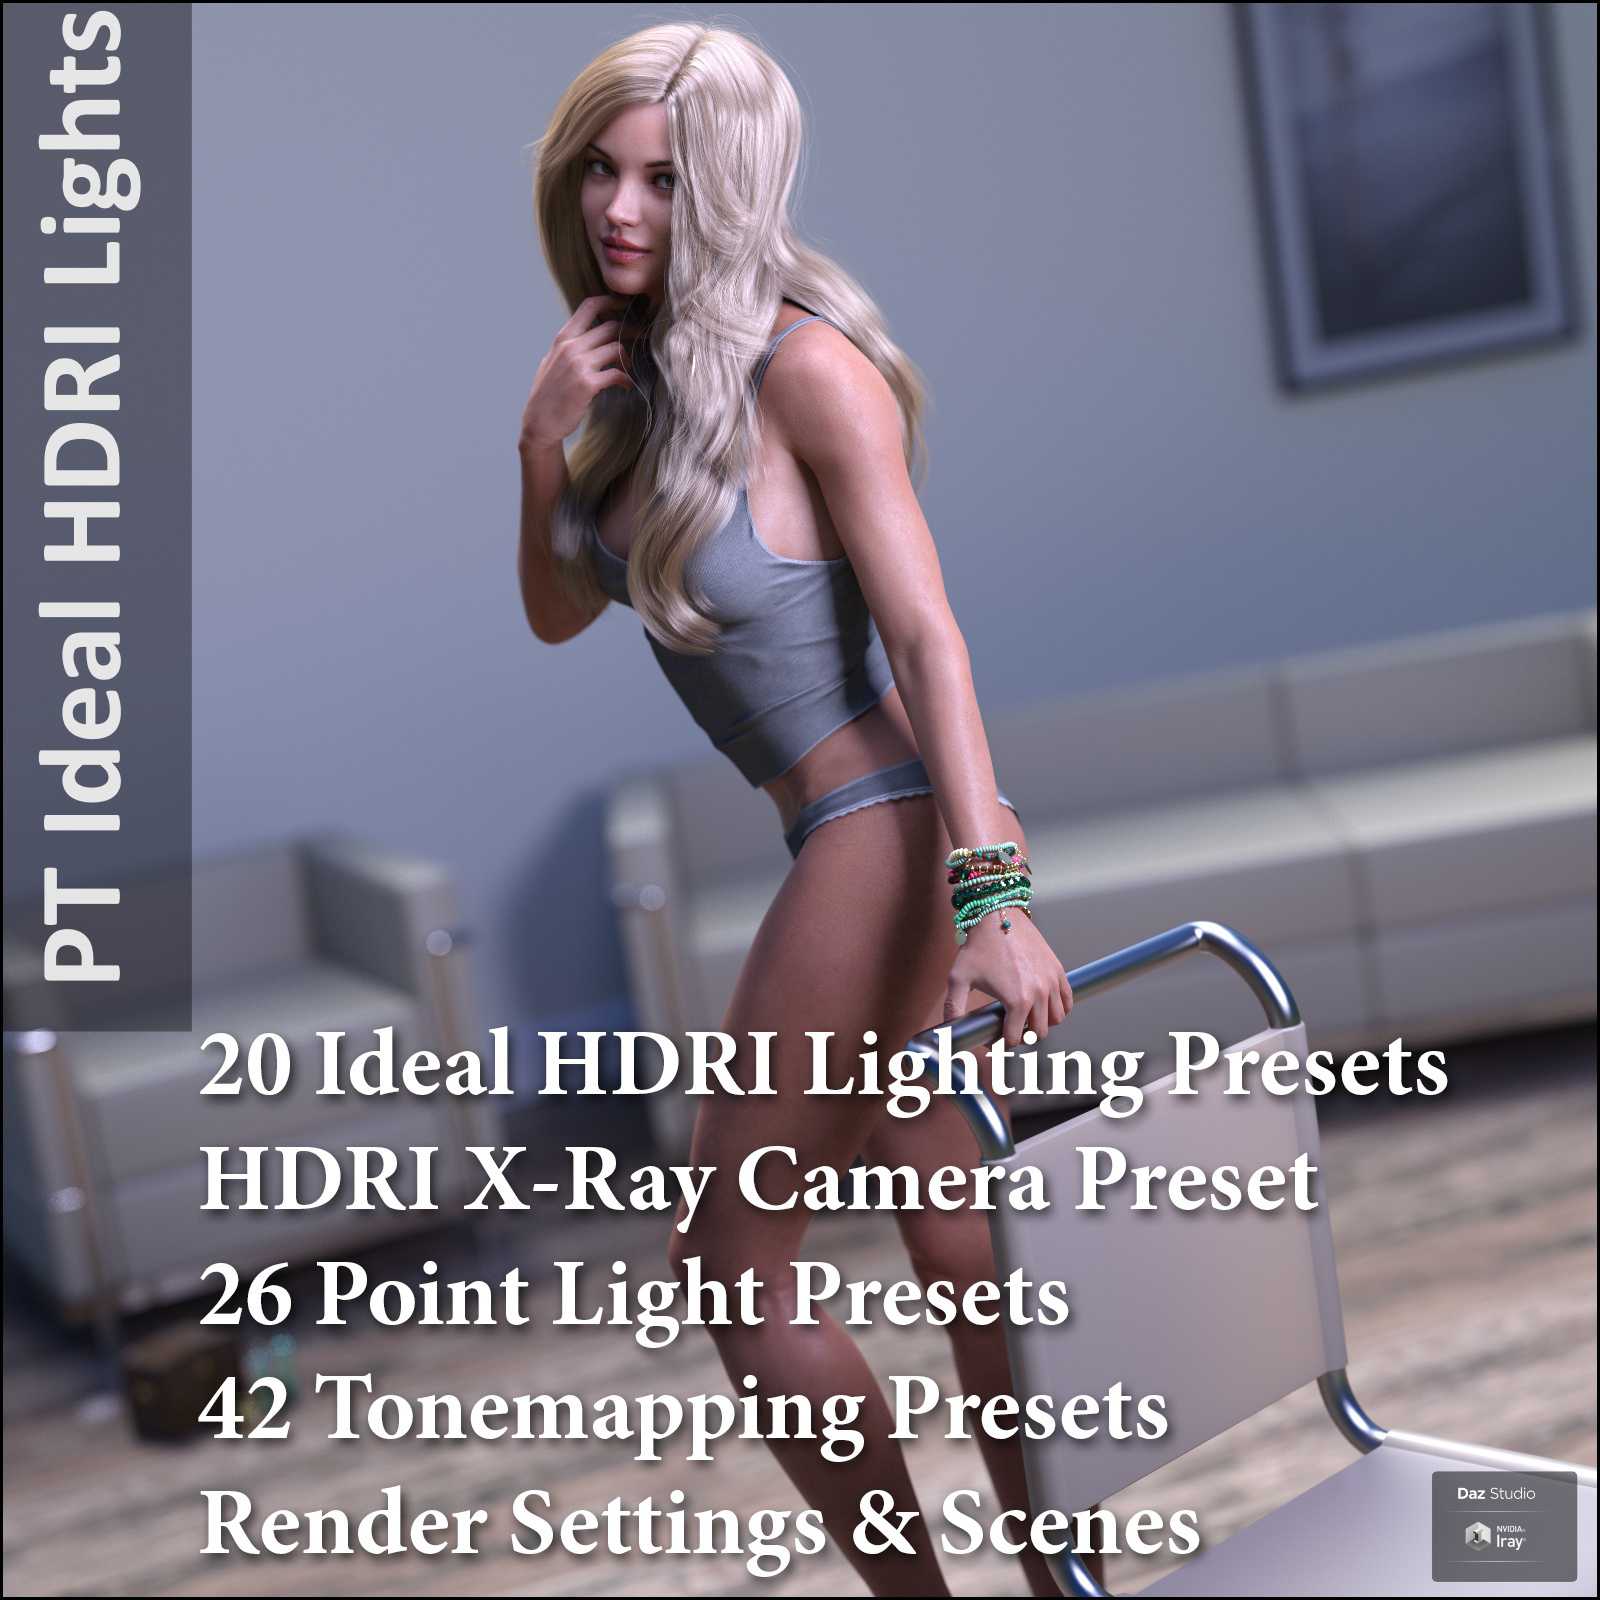 PT Ideal HDRI Lights
20 Ideal HDRI Lighting Presets
HDRI X-Ray Camera Preset
26 Point Light Presets
42 Tonemapping Presets
Render Settings & Scenes
Daz Studio
NVIDIA.
Iray